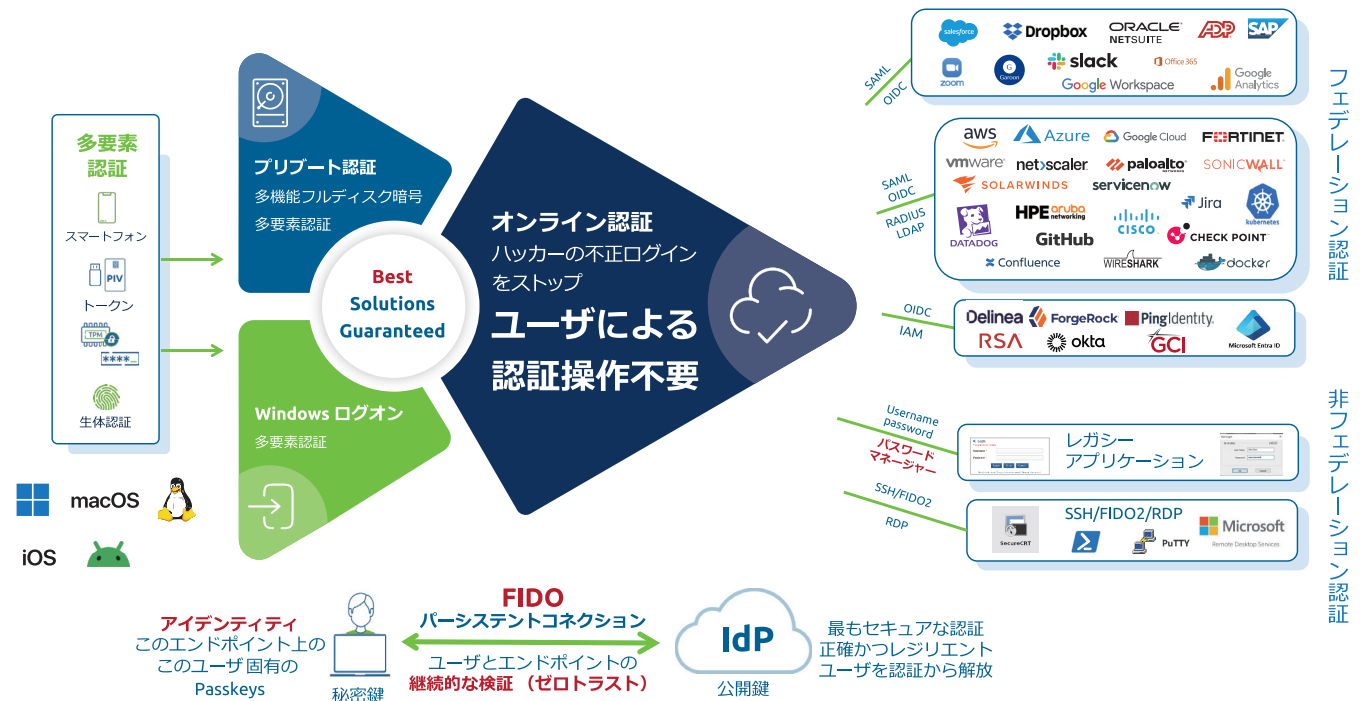 多要素
認証
スマートフォン
PIV
トークン
TPM
****_
生体認証
macOS
iOS
プリブート認証
多機能フルディスク暗号
多要素認証
Best
Solutions
Guaranteed
Windows ログオン
多要素認証
オンライン認証
ハッカーの不正ログイン
をストップ
ユーザによる
認証操作不要
SAML
OIDC
salesforce
Dropbox
ORACLE
NETSUITE
ADP
SAP
zoom
G
Garoon
slack
Office 365
Google Workspace
Google
Analytics
SAML
OIDC
RADIUS
LDAP
aws
Azure
Google Cloud
FORTINET
vmware
net>scaler
paloalto
NETWORKS
SONICWALL
SOLARWINDS
servicenow
DATADOG
HPE aruba
networking
CISCO
Jira
kubernetes
GitHub
CHECK POINT
Confluence
WIRESHARK
docker
フェデレーション認証
OIDC
IAM
Delinea
ForgeRock
PingIdentity
RSA
okta
GCI
Microsoft Entra ID
Username
password
パスワード
マネージャー
レガシー
アプリケーション
SSH/FIDO2
RDP
SSH/FIDO2/RDP
SecureCRT
PuTTY
Microsoft
Remote Desktop Services
非フェデレーション認証
アイデンティティ
このエンドポイント上の
このユーザ固有の
Passkeys
秘密鍵
FIDO
パーシステントコネクション
ユーザとエンドポイントの
継続的な検証（ゼロトラスト）
IdP
公開鍵
最もセキュアな認証
正確かつレジリエント
ユーザを認証から解放